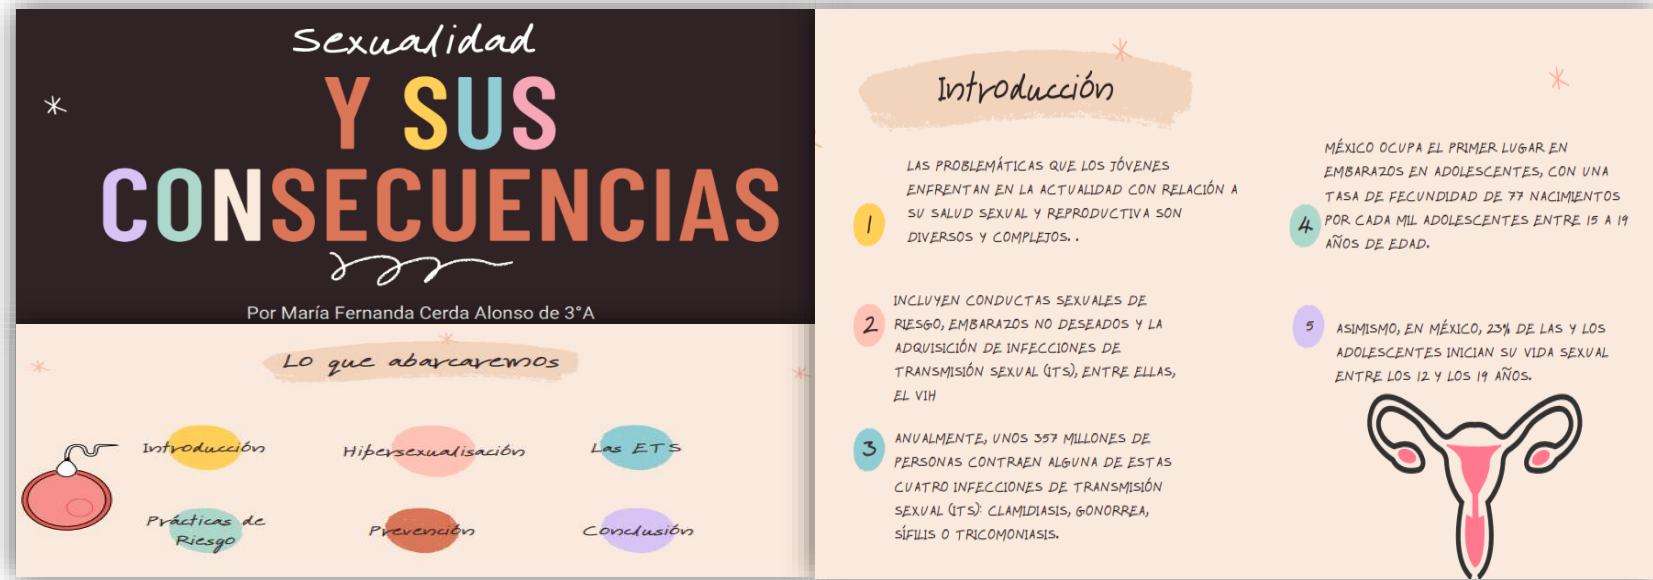 Sexualidad
Y SUS
CONSECUENCIAS
Por María Fernanda Cerda Alonso de 3°A
Lo que abarcaremos
Introducción
Hipersexualisación
Las ETS
Prácticas de
Riesgo
Prevención
Conclusión
Introducción
1
LAS PROBLEMÁTICAS QUE LOS JÓVENES
ENFRENTAN EN LA ACTUALIDAD CON RELACIÓN A
SU SALUD SEXUAL Y REPRODUCTIVA SON
DIVERSOS Y COMPLEJOS. .
2
INCLUYEN CONDUCTAS SEXUALES DE
RIESGO, EMBARAZOS NO DESEADOS Y LA
ADQUISICIÓN DE INFECCIONES DE
TRANSMISIÓN SEXUAL (ITS), ENTRE ELLAS,
EL VIH
3
ANUALMENTE, UNOS 357 MILLONES DE
PERSONAS CONTRAEN ALGUNA DE ESTAS
CUATRO INFECCIONES DE TRANSMISIÓN
SEXUAL (ITS): CLAMIDIASIS, GONORREA,
SÍFILIS O TRICOMONIASIS.
4
MÉXICO OCUPA EL PRIMER LUGAR EN
EMBARAZOS EN ADOLESCENTES, CON UNA
TASA DE FECUNDIDAD DE 77 NACIMIENTOS
POR CADA MIL ADOLESCENTES ENTRE 15 A 19
AÑOS DE EDAD.
5
ASIMISMO, EN MÉXICO, 23% DE LAS Y LOS
ADOLESCENTES INICIAN SU VIDA SEXUAL
ENTRE LOS 12 Y LOS 19 AÑOS.